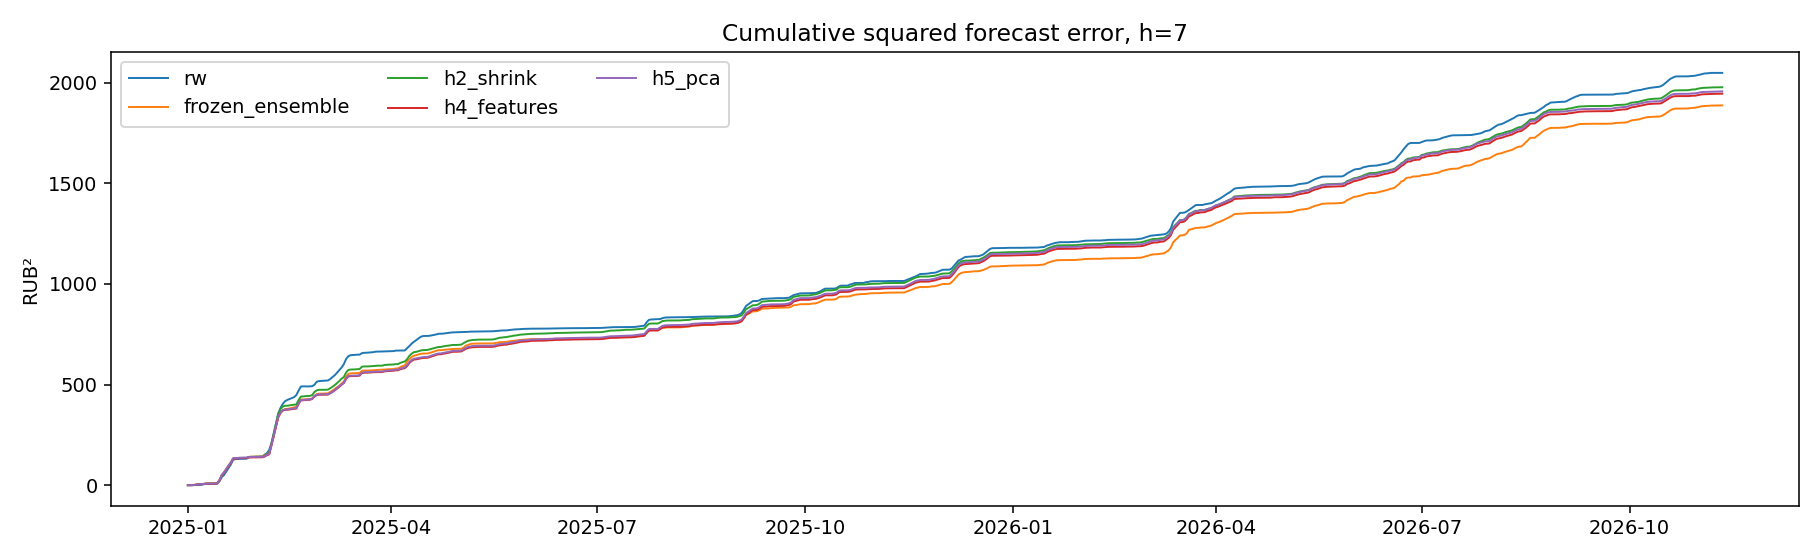 Cumulative squared forecast error, h=7
rw
frozen_ensemble
h2_shrink
h4_features
h5_pca
RUB²
2000
1500
1000
500
0
2025-01 2025-04 2025-07 2025-10 2026-01 2026-04 2026-07 2026-10